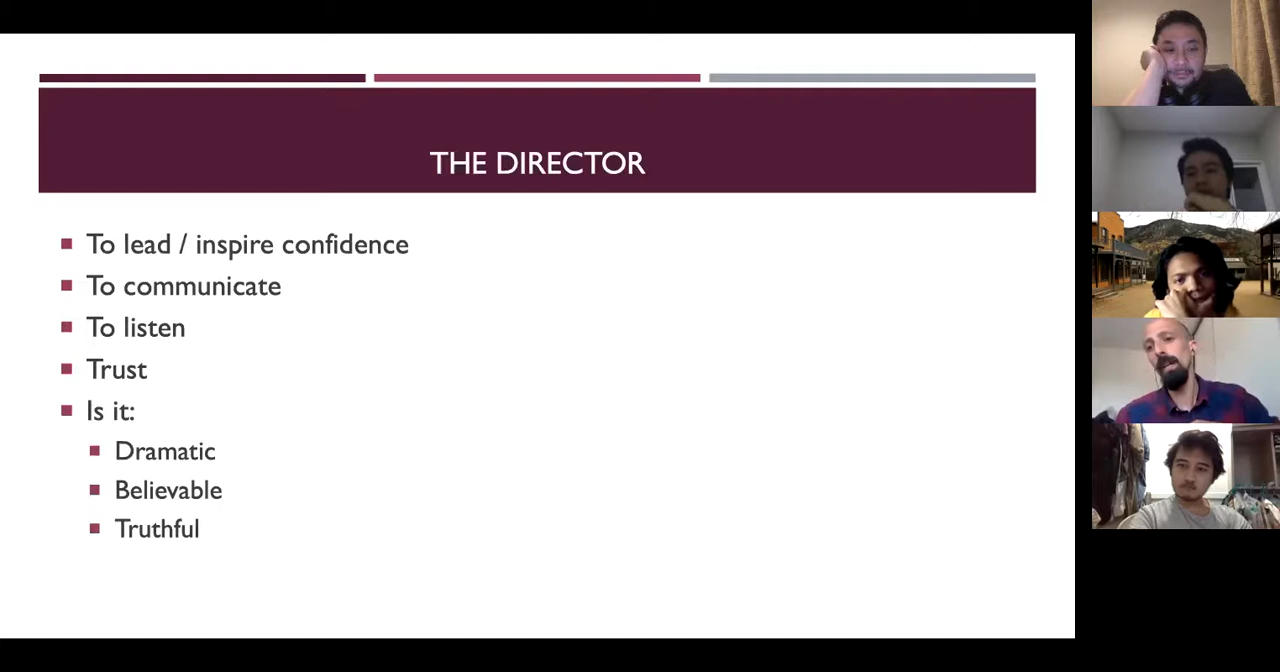 THE DIRECTOR
To lead / inspire confidence
To communicate
To listen
Trust
Is it:
Dramatic
Believable
Truthful